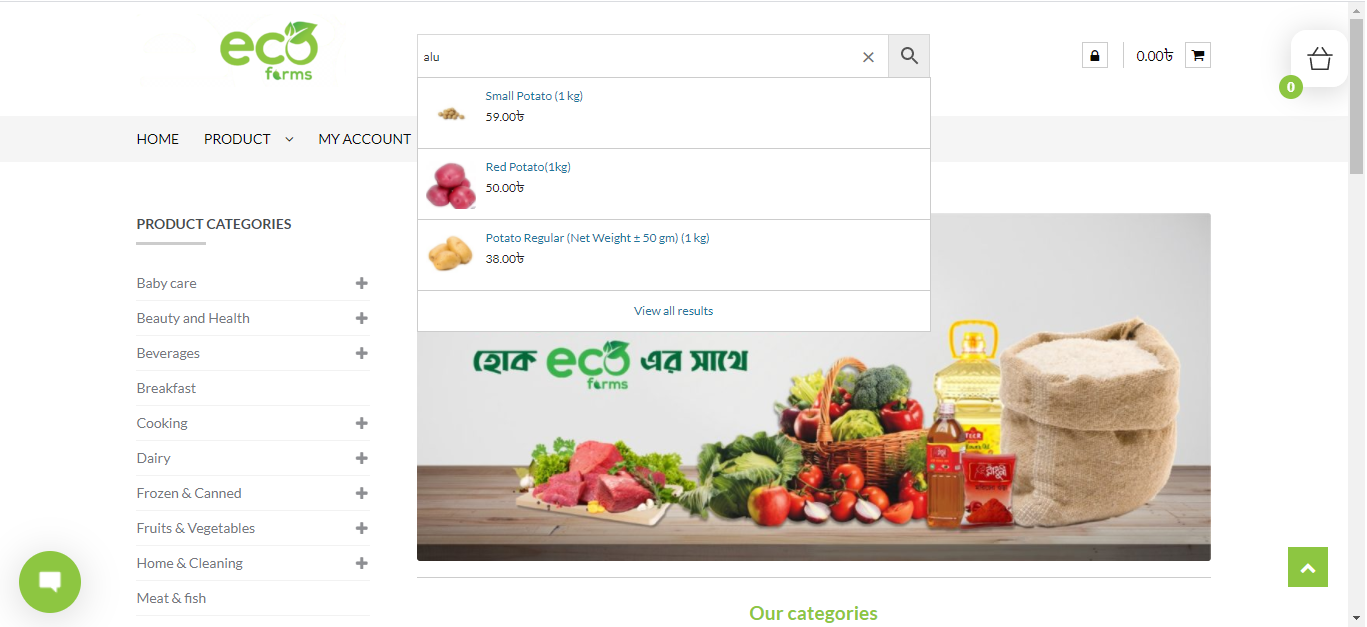 eco
farms
alu
0.00৳
0
Small Potato (1 kg)
59.00৳
Red Potato(1kg)
50.00৳
Potato Regular (Net Weight ± 50 gm) (1 kg)
38.00৳
View all results
HOME
PRODUCT
MY ACCOUNT
PRODUCT CATEGORIES
Baby care
Beauty and Health
Beverages
Breakfast
Cooking
Dairy
Frozen & Canned
Fruits & Vegetables
Home & Cleaning
Meat & fish
হোক eco farms এর সাথে
TEER
Our categories